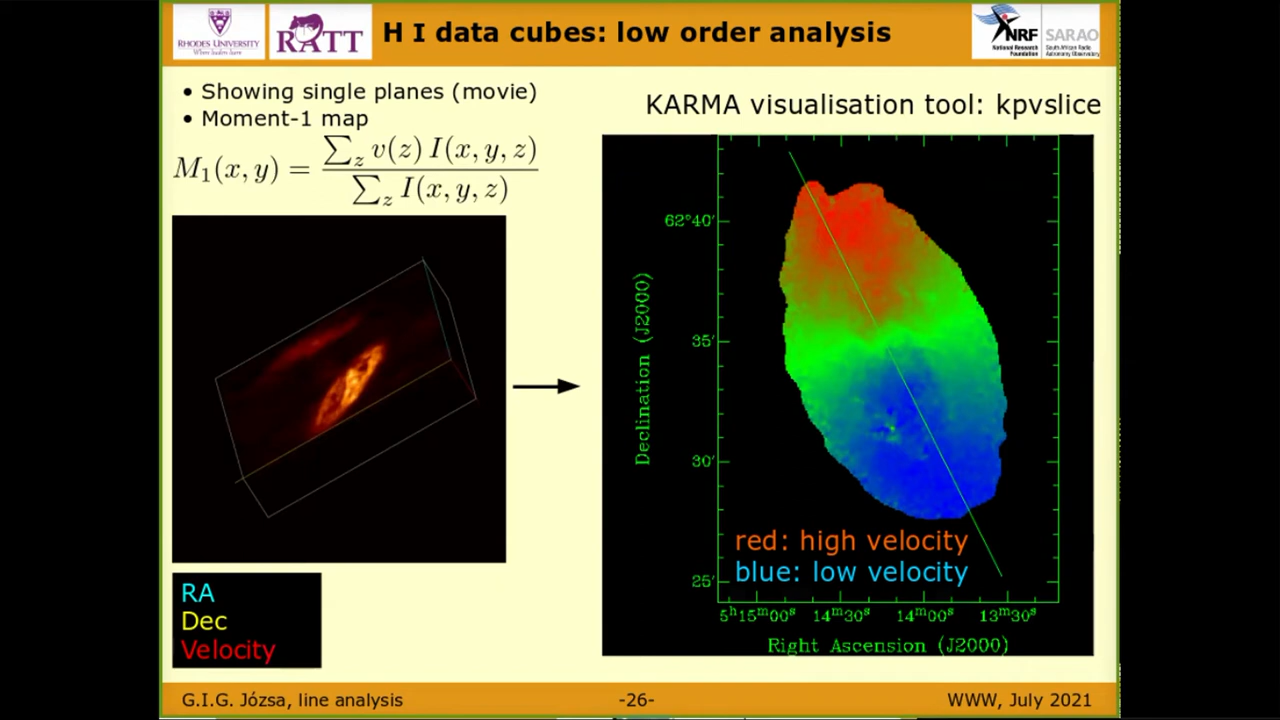 RHODES UNIVERSITY
Where leaders learn
RATT
H I data cubes: low order analysis
NRF
National Research
Foundation
SARAO
South African Radio
Astronomy Observatory
• Showing single planes (movie)
• Moment-1 map
M₁(x, y) = ∑_z v(z) I(x, y, z) / ∑_z I(x, y, z)
KARMA visualisation tool: kpvslice
62°40′
35′
30′
25′
Declination (J2000)
red: high velocity
blue: low velocity
5ʰ15ᵐ00ˢ 14ᵐ30ˢ 14ᵐ00ˢ 13ᵐ30ˢ
Right Ascension (J2000)
RA
Dec
Velocity
G.I.G. Józsa, line analysis
-26-
WWW, July 2021